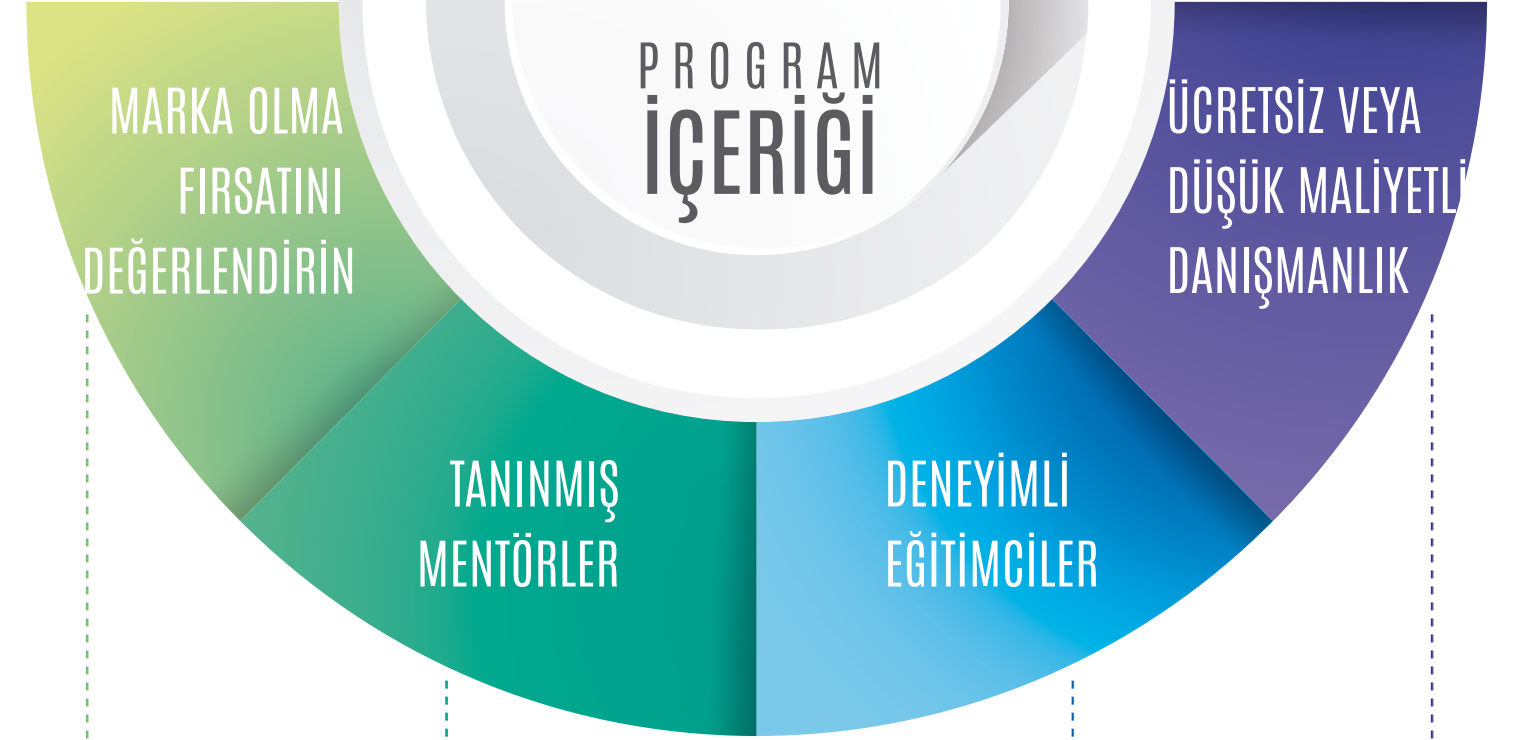 PROGRAM
İÇERİĞİ
MARKA OLMA
FIRSATINI
DEĞERLENDİRİN
TANINMIŞ
MENTÖRLER
DENEYİMLİ
EĞİTİMCİLER
ÜCRETSİZ VEYA
DÜŞÜK MALİYETLİ
DANIŞMANLIK